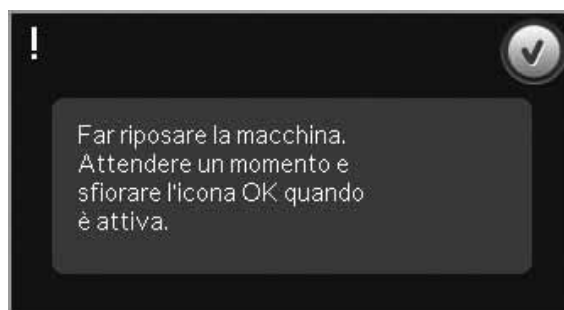 !
Far riposare la macchina.
Attendere un momento e
sfiorare l'icona OK quando
è attiva.